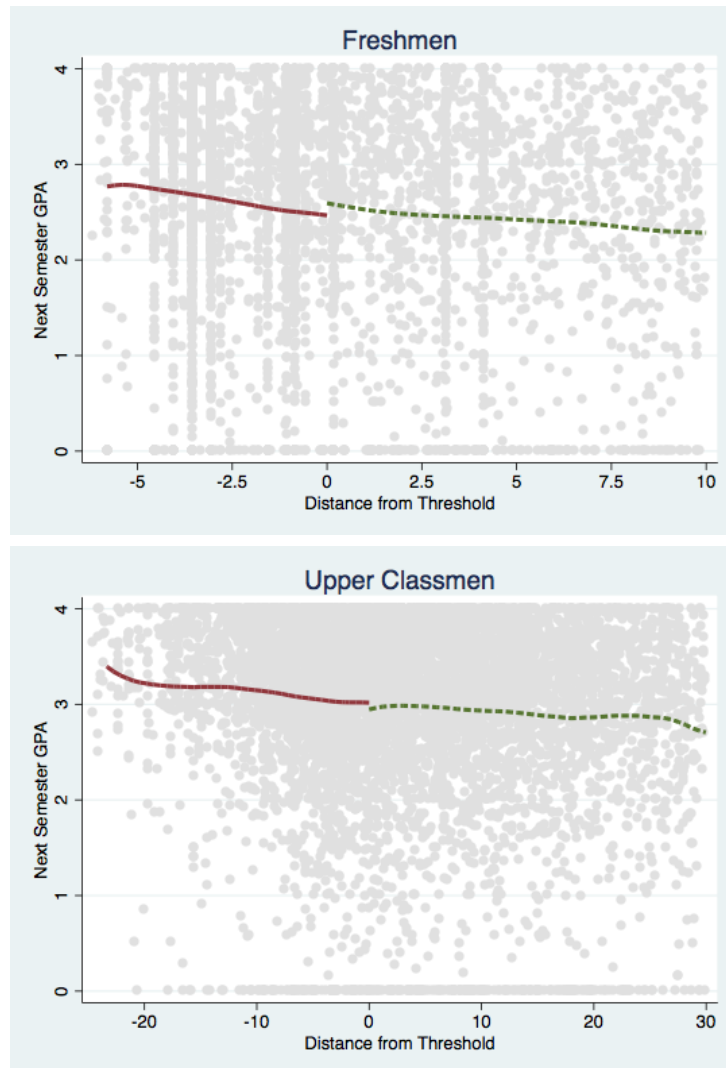 Freshmen
4
3
2
1
0
Next Semester GPA
-5 -2.5 0 2.5 5 7.5 10
Distance from Threshold
Upper Classmen
4
3
2
1
0
Next Semester GPA
-20 -10 0 10 20 30
Distance from Threshold